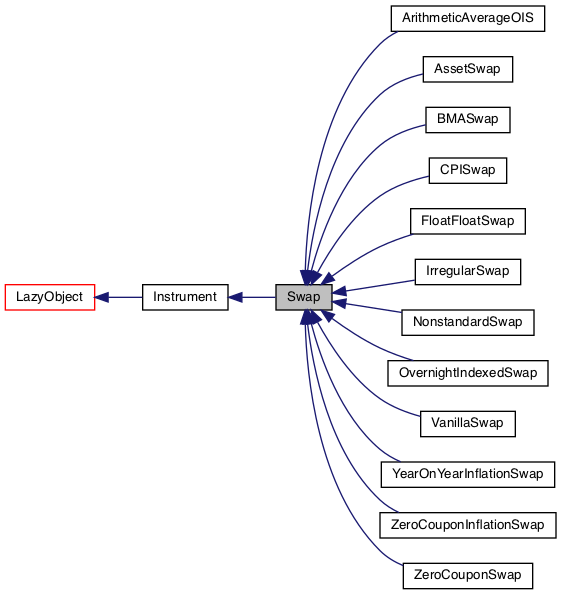 ArithmeticAverageOIS
AssetSwap
BMASwap
CPISwap
FloatFloatSwap
IrregularSwap
LazyObject
Instrument
Swap
NonstandardSwap
OvernightIndexedSwap
VanillaSwap
YearOnYearInflationSwap
ZeroCouponInflationSwap
ZeroCouponSwap